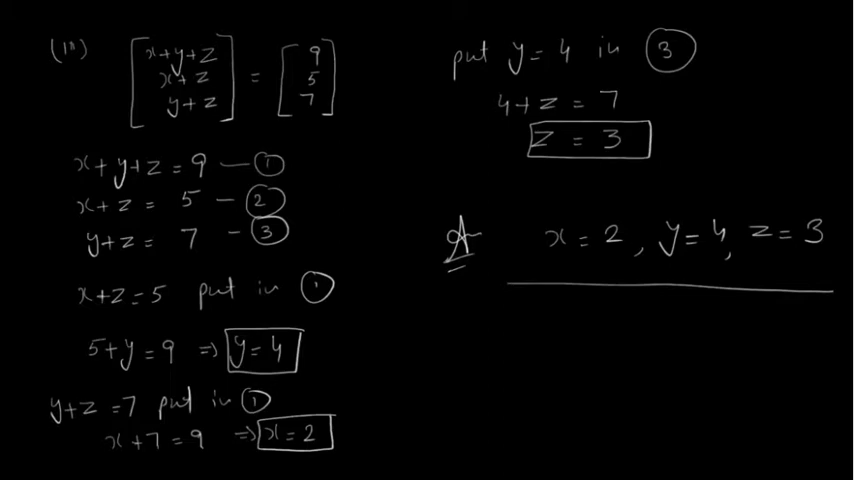 (iii)
[x+y+z] = [9]
[x+z] [5]
[y+z] [7]
x+y+z = 9 — ①
x+z = 5 — ②
y+z = 7 — ③
x+z = 5 put in ①
5+y = 9 ⇒ y = 4
y+z = 7 put in ①
x+7 = 9 ⇒ x = 2
put y = 4 in ③
4+z = 7
z = 3
A x = 2, y = 4, z = 3